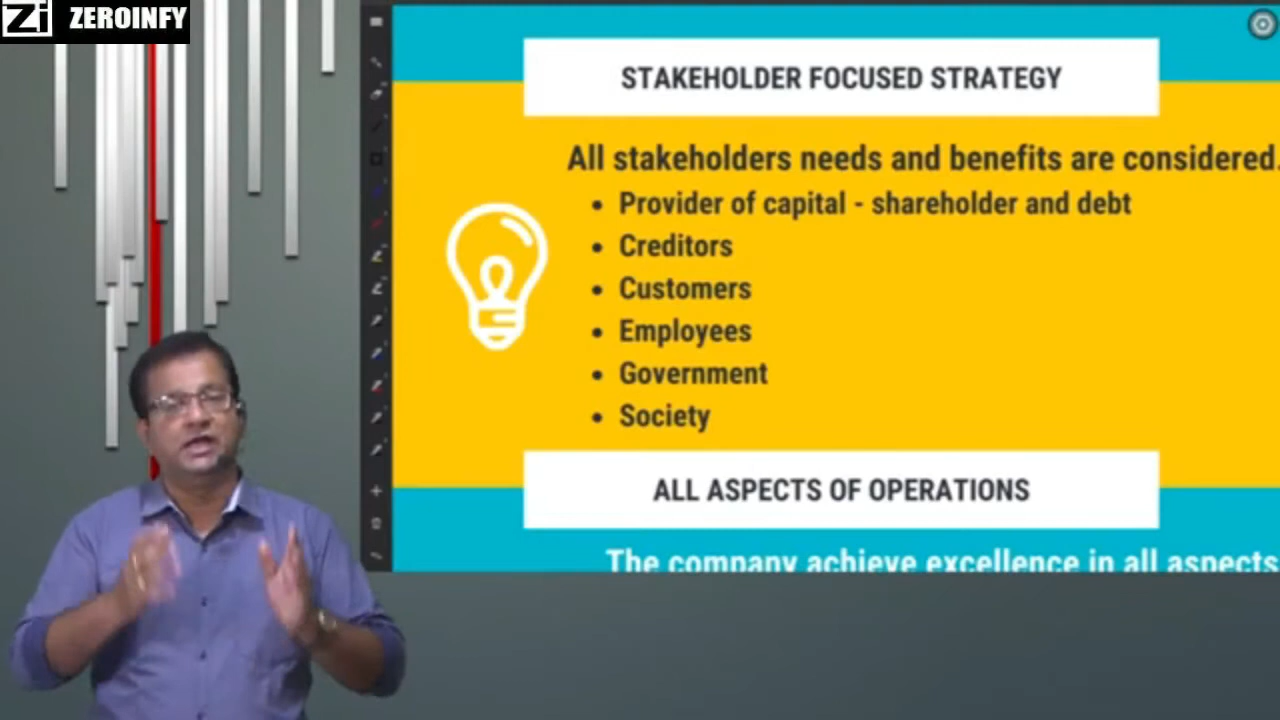 Zi ZEROINFY
STAKEHOLDER FOCUSED STRATEGY
All stakeholders needs and benefits are considered.
• Provider of capital - shareholder and debt
• Creditors
• Customers
• Employees
• Government
• Society
ALL ASPECTS OF OPERATIONS
The company achieve excellence in all aspects